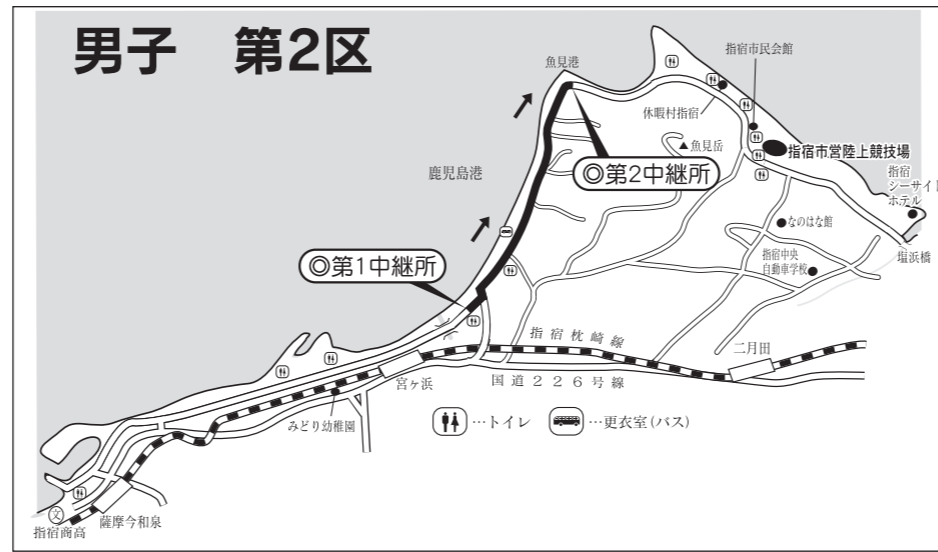 男子 第2区
魚見港
指宿市民会館
休暇村指宿
▲魚見岳
指宿市営陸上競技場
鹿児島港
◎第2中継所
指宿
シーサイド
ホテル
なのはな館
塩浜橋
指宿中央
自動車学校
◎第1中継所
指宿枕崎線
二月田
宮ヶ浜
国道226号線
みどり幼稚園
…トイレ
…更衣室(バス)
文
薩摩今和泉
指宿商高